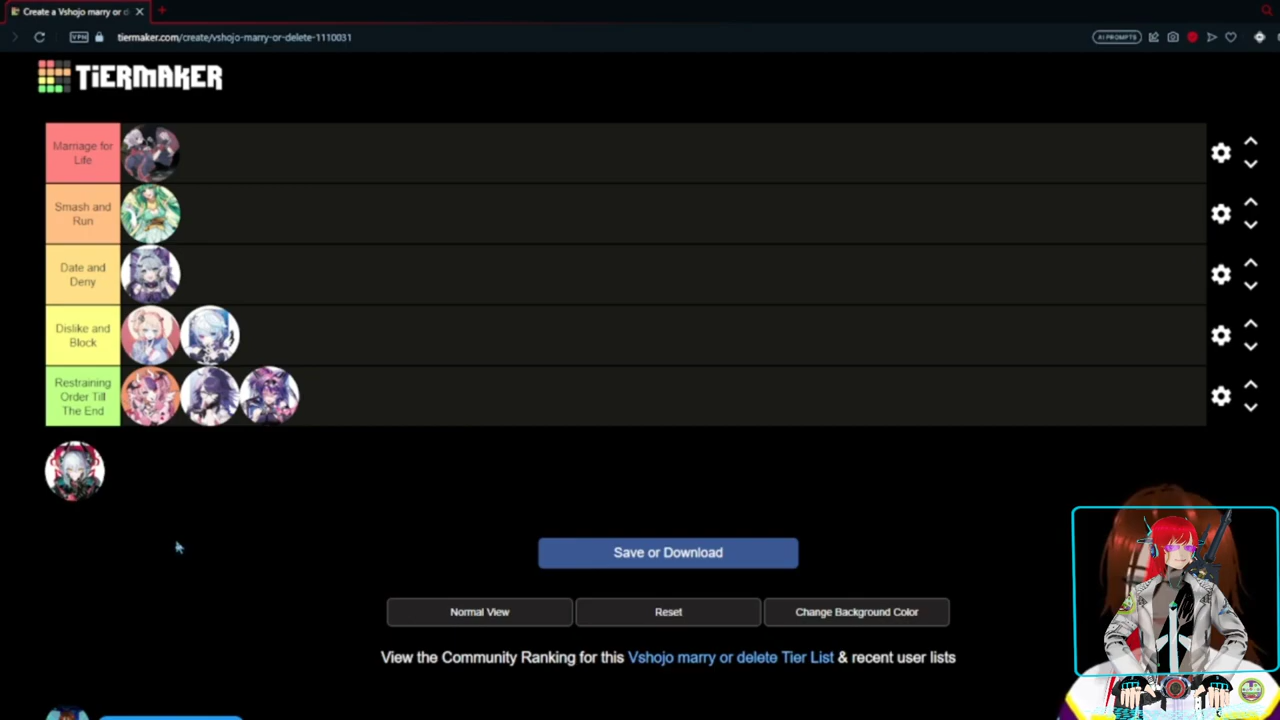 Create a Vshojo marry or d
VPN
tiermaker.com/create/vshojo-marry-or-delete-1110031
AI PROMPTS
TiERMAKER
Marriage for
Life
Smash and
Run
Date and
Deny
Dislike and
Block
Restraining
Order Till
The End
Save or Download
Normal View
Reset
Change Background Color
View the Community Ranking for this Vshojo marry or delete Tier List & recent user lists